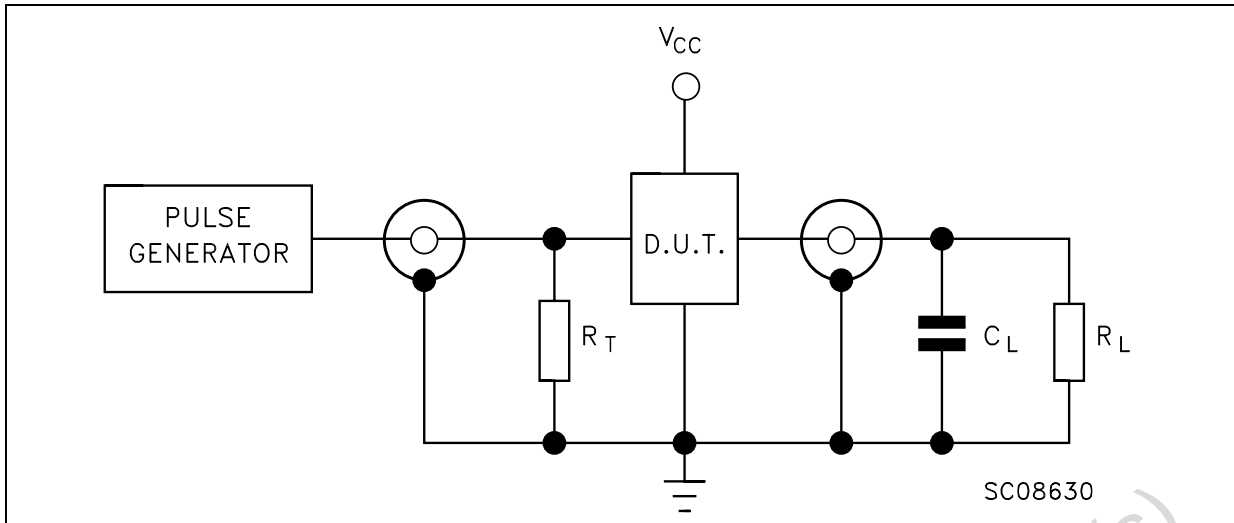 VCC
PULSE
GENERATOR
D.U.T.
RT
CL
RL
SC08630